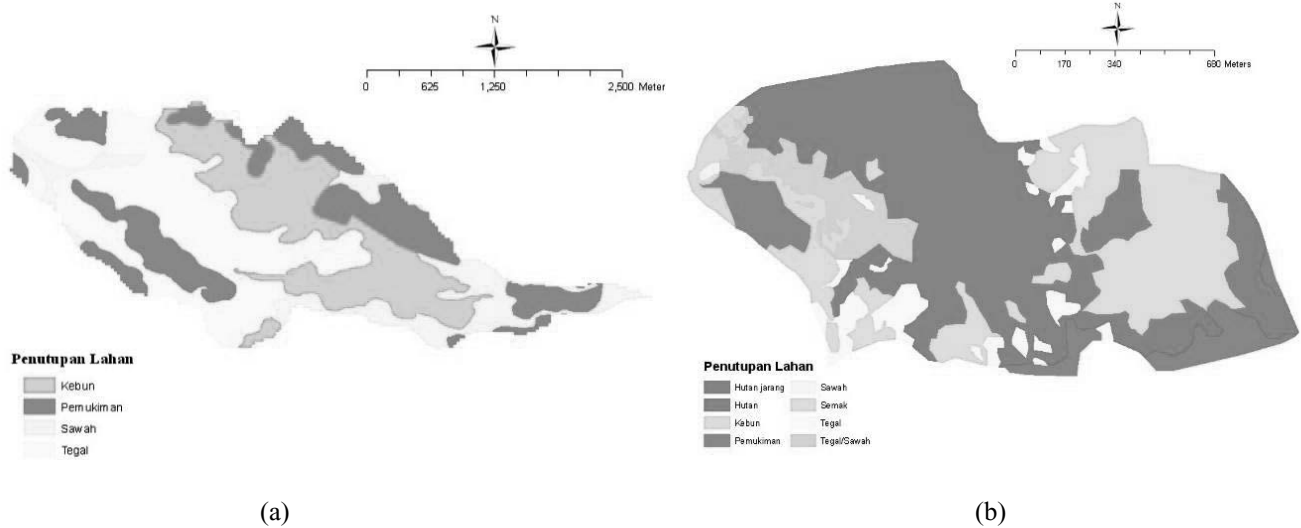 N
0 625 1,250 2,500 Meter
Penutupan Lahan
Kebun
Pemukiman
Sawah
Tegal
(a)
N
0 170 340 680 Meters
Penutupan Lahan
Hutan jarang
Hutan
Kebun
Pemukiman
Sawah
Semak
Tegal
Tegal/Sawah
(b)